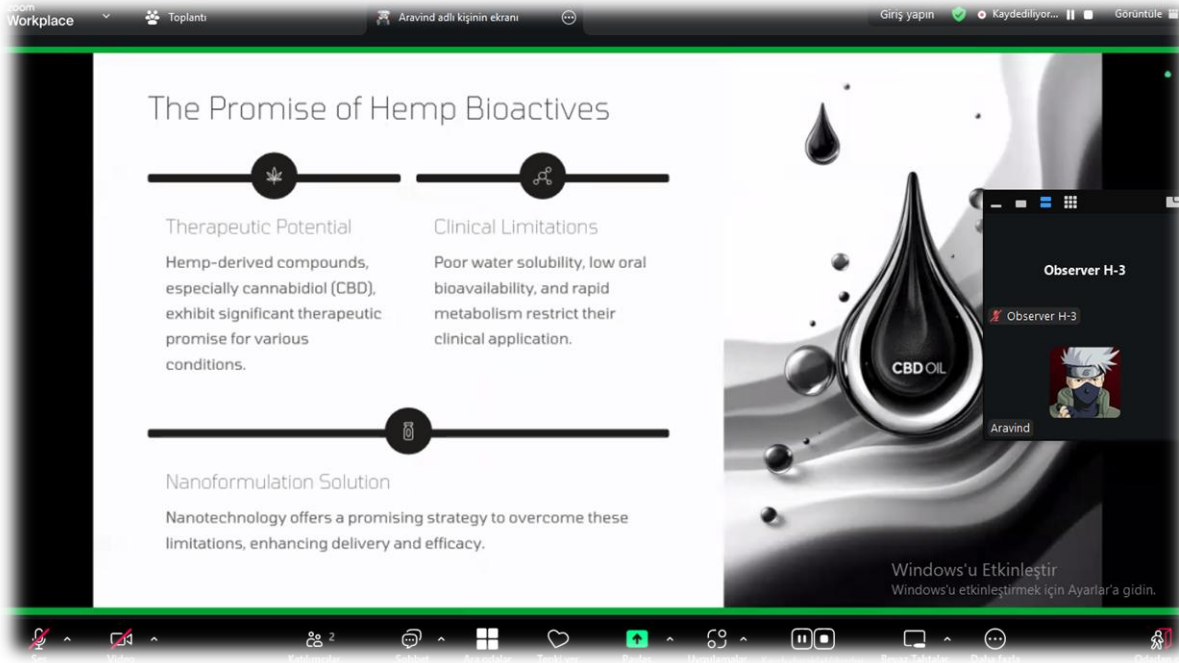 zoom
Workplace
Toplantı
Aravind adlı kişinin ekranı
Giriş yapın
Kaydediliyor...
Görüntüle
The Promise of Hemp Bioactives
Therapeutic Potential
Hemp-derived compounds,
especially cannabidiol (CBD),
exhibit significant therapeutic
promise for various
conditions.
Clinical Limitations
Poor water solubility, low oral
bioavailability, and rapid
metabolism restrict their
clinical application.
Nanoformulation Solution
Nanotechnology offers a promising strategy to overcome these
limitations, enhancing delivery and efficacy.
CBD OIL
Observer H-3
Observer H-3
Aravind
Windows'u Etkinleştir
Windows'u etkinleştirmek için Ayarlar'a gidin.
2